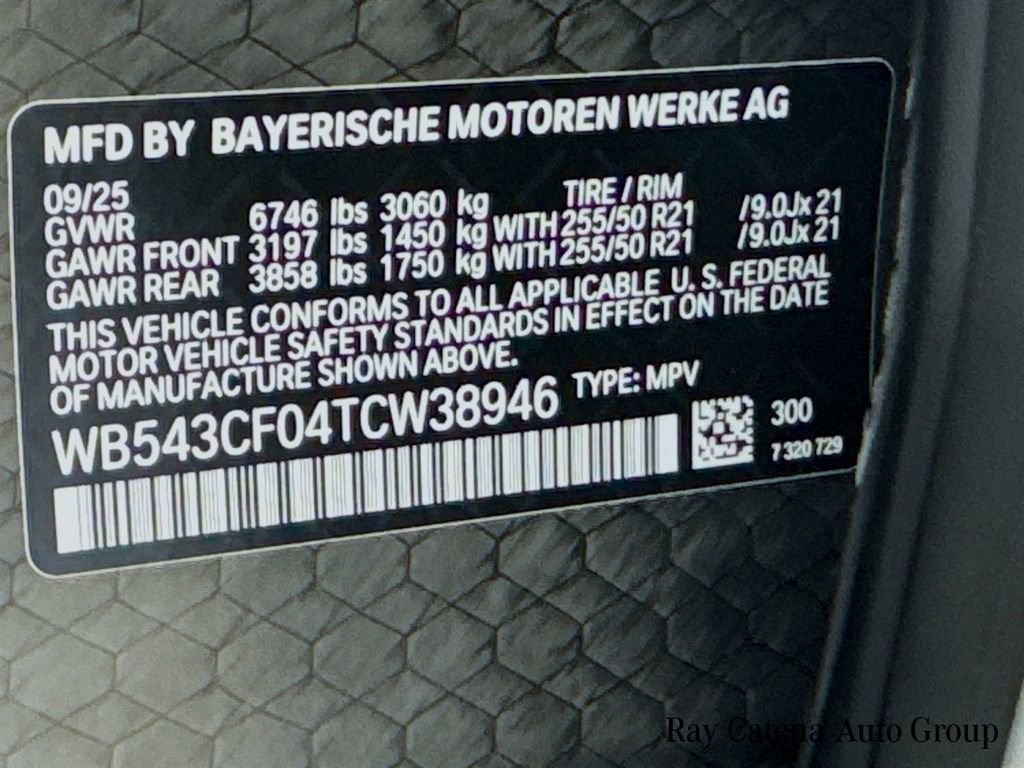 MFD BY BAYERISCHE MOTOREN WERKE AG
09/25 TIRE / RIM
GVWR 6746 lbs 3060 kg
GAWR FRONT 3197 lbs 1450 kg WITH 255/50 R21 /9.0Jx 21
GAWR REAR 3858 lbs 1750 kg WITH 255/50 R21 /9.0Jx 21
THIS VEHICLE CONFORMS TO ALL APPLICABLE U. S. FEDERAL
MOTOR VEHICLE SAFETY STANDARDS IN EFFECT ON THE DATE
OF MANUFACTURE SHOWN ABOVE.
WB543CF04TCW38946 TYPE: MPV
300
7 320 729
Ray Catena Auto Group